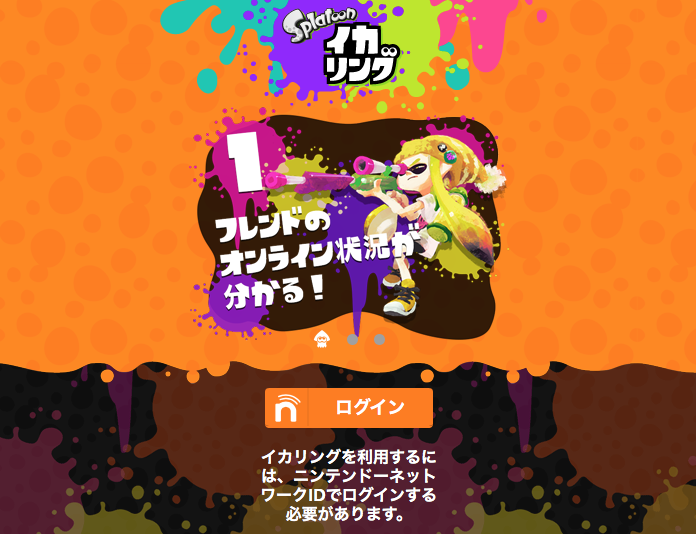 Splatoon
イカ
リング
1
フレンドの
オンライン状況が
分かる！
ログイン
イカリングを利用するに
は、ニンテンドーネット
ワークIDでログインする
必要があります。